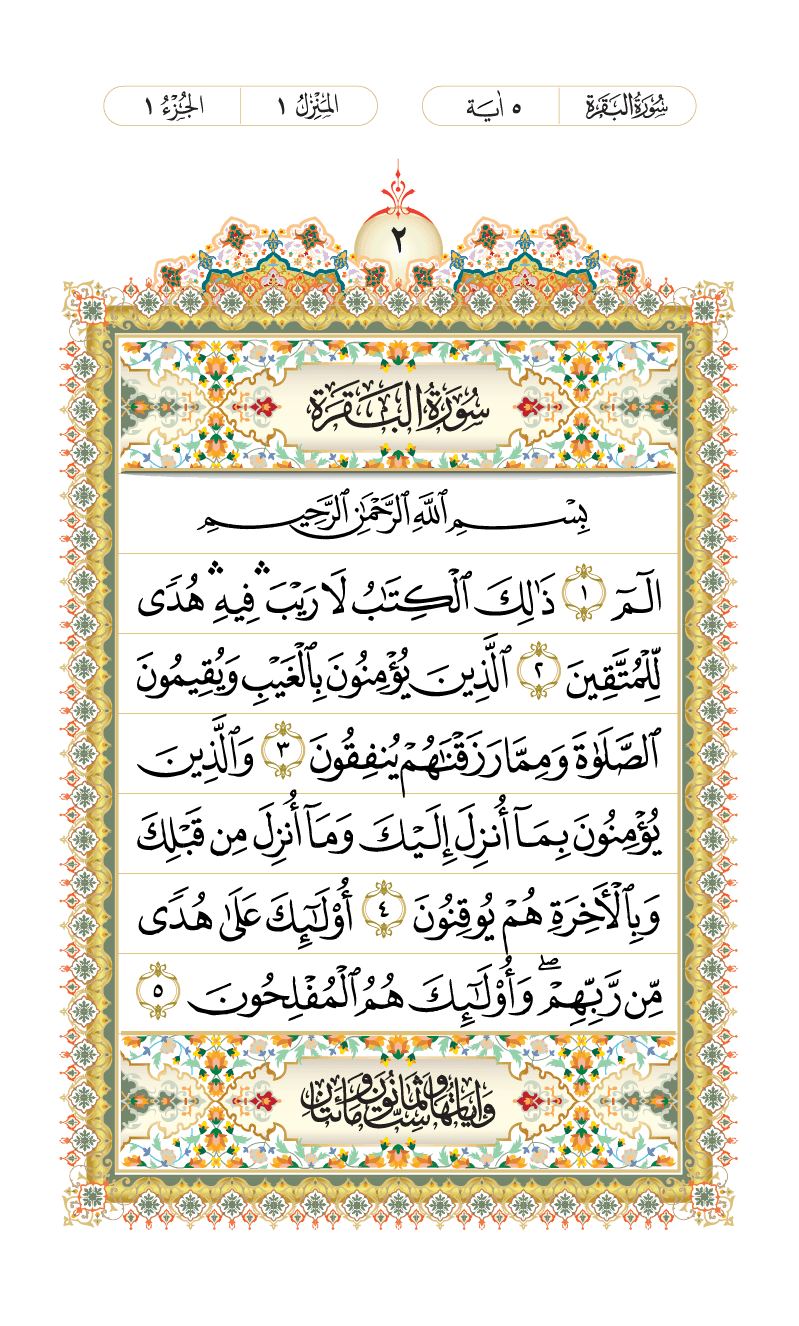 سُورَةُ البَقَرَة
٥ اٰيَة
المَنْزِلُ ١
الجُزْءُ ١
٢
سُورَةُ البَقَرَة
بِسْمِ ٱللَّهِ ٱلرَّحْمَٰنِ ٱلرَّحِيمِ
الٓمٓ ١ ذَٰلِكَ ٱلْكِتَٰبُ لَا رَيْبَ ۛ فِيهِ ۛ هُدًى
لِّلْمُتَّقِينَ ٢ ٱلَّذِينَ يُؤْمِنُونَ بِٱلْغَيْبِ وَيُقِيمُونَ
ٱلصَّلَوٰةَ وَمِمَّا رَزَقْنَٰهُمْ يُنفِقُونَ ٣ وَٱلَّذِينَ
يُؤْمِنُونَ بِمَآ أُنزِلَ إِلَيْكَ وَمَآ أُنزِلَ مِن قَبْلِكَ
وَبِٱلْأَخِرَةِ هُمْ يُوقِنُونَ ٤ أُوْلَٰٓئِكَ عَلَىٰ هُدًى
مِّن رَّبِّهِمْ ۖ وَأُوْلَٰٓئِكَ هُمُ ٱلْمُفْلِحُونَ ٥
وَاٰيَاتُهَا سِتٌّ وَثَمَانُونَ وَمِائَتَانِ